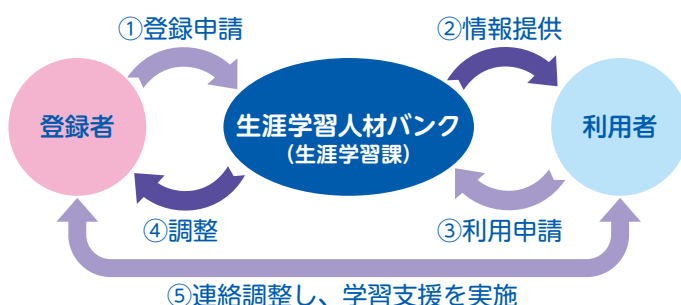 ①登録申請
②情報提供
登録者
生涯学習人材バンク
(生涯学習課)
利用者
④調整
③利用申請
⑤連絡調整し、学習支援を実施